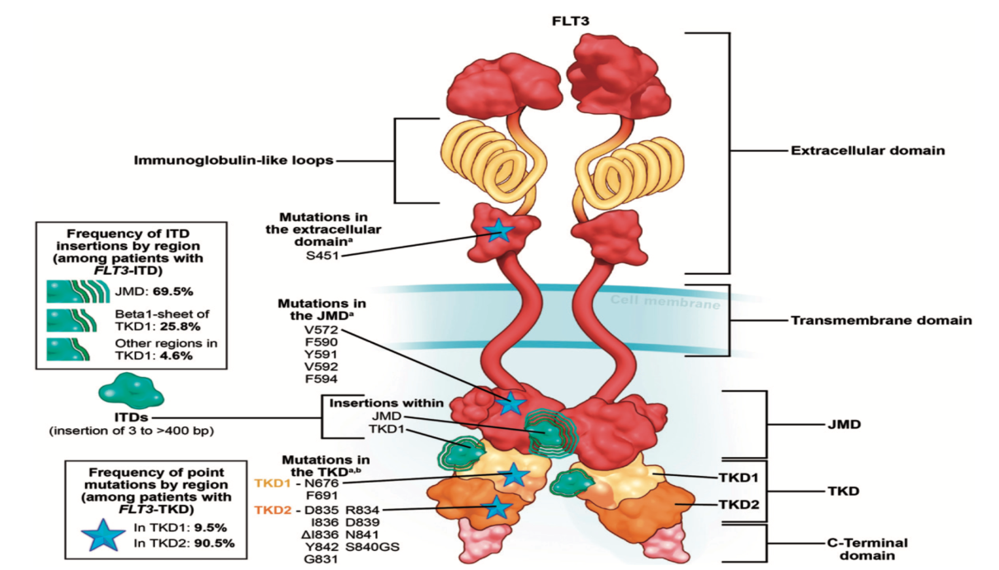 FLT3
Immunoglobulin-like loops
Extracellular domain
Mutations in
the extracellular
domainᵃ
S451
Frequency of ITD
insertions by region
(among patients with
FLT3-ITD)
JMD: 69.5%
Beta1-sheet of
TKD1: 25.8%
Other regions in
TKD1: 4.6%
Cell membrane
Transmembrane domain
Mutations in
the JMDᵃ
V572
F590
Y591
V592
F594
ITDs
(insertion of 3 to >400 bp)
Insertions within
JMD
TKD1
JMD
Mutations in
the TKDᵃ,ᵇ
TKD1 - N676
F691
TKD2 - D835 R834
I836 D839
ΔI836 N841
Y842 S840GS
G831
TKD1
TKD2
TKD
C-Terminal
domain
Frequency of point
mutations by region
(among patients with
FLT3-TKD)
In TKD1: 9.5%
In TKD2: 90.5%